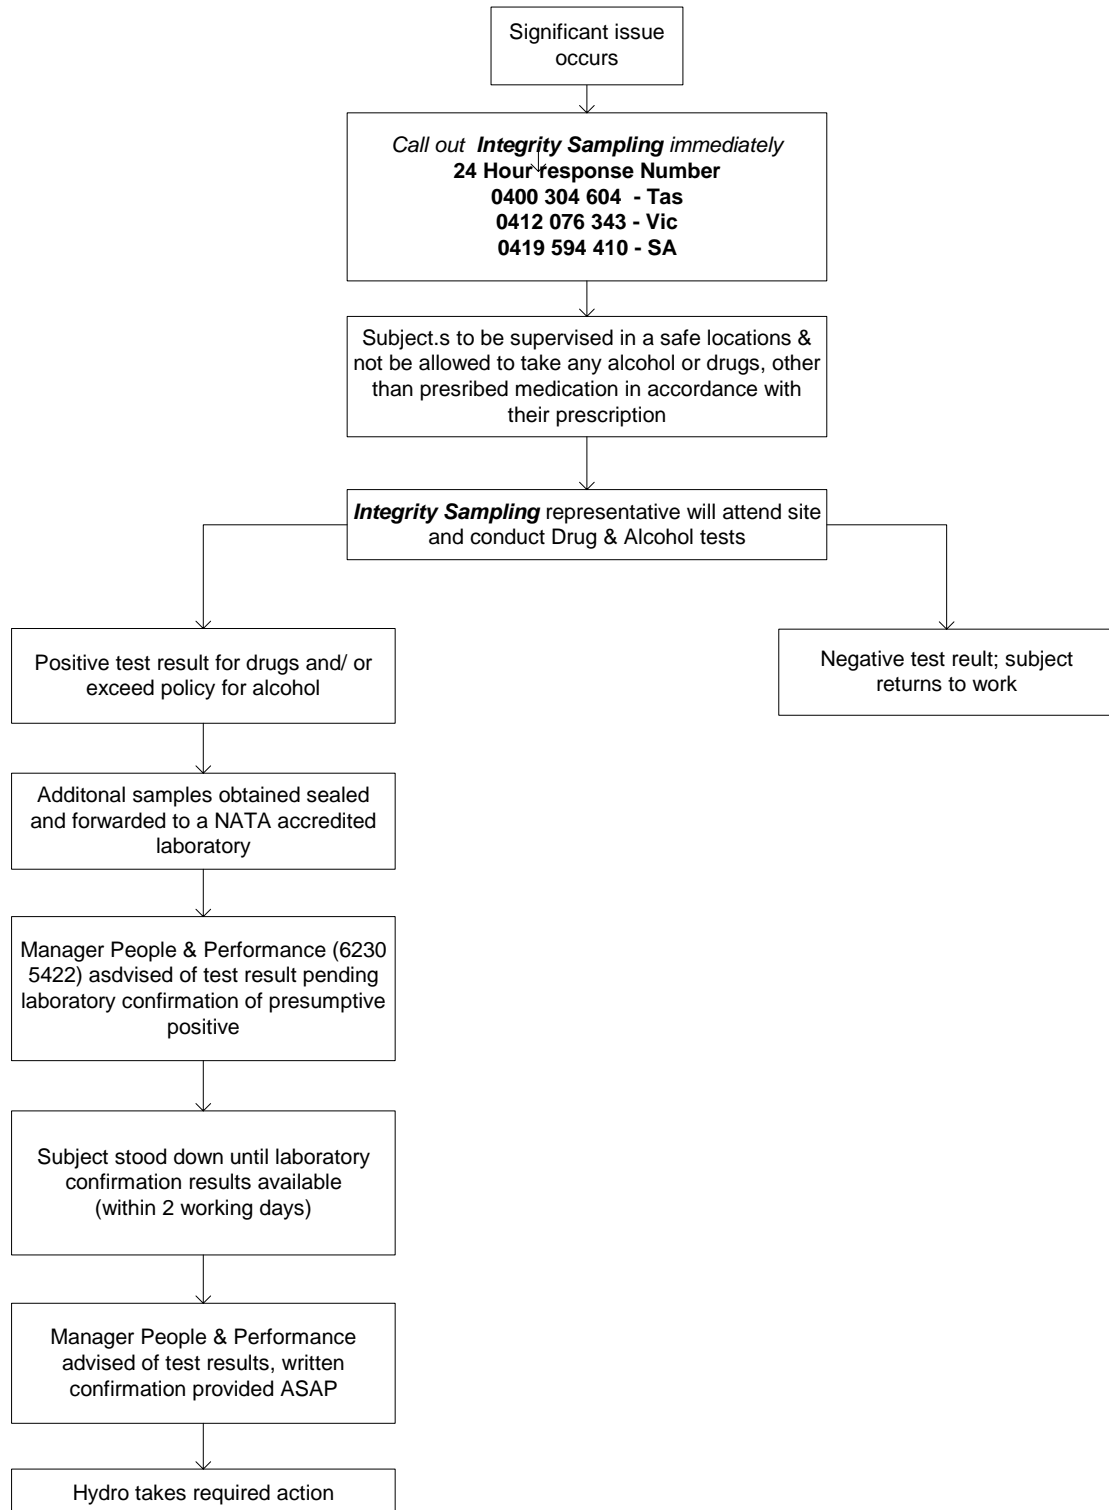 Significant issue
occurs
Call out Integrity Sampling immediately
24 Hour response Number
0400 304 604 - Tas
0412 076 343 - Vic
0419 594 410 - SA
Subject.s to be supervised in a safe locations &
not be allowed to take any alcohol or drugs, other
than presribed medication in accordance with
their prescription
Integrity Sampling representative will attend site
and conduct Drug & Alcohol tests
Positive test result for drugs and/ or
exceed policy for alcohol
Negative test reult; subject
returns to work
Additonal samples obtained sealed
and forwarded to a NATA accredited
laboratory
Manager People & Performance (6230
5422) asdvised of test result pending
laboratory confirmation of presumptive
positive
Subject stood down until laboratory
confirmation results available
(within 2 working days)
Manager People & Performance
advised of test results, written
confirmation provided ASAP
Hydro takes required action